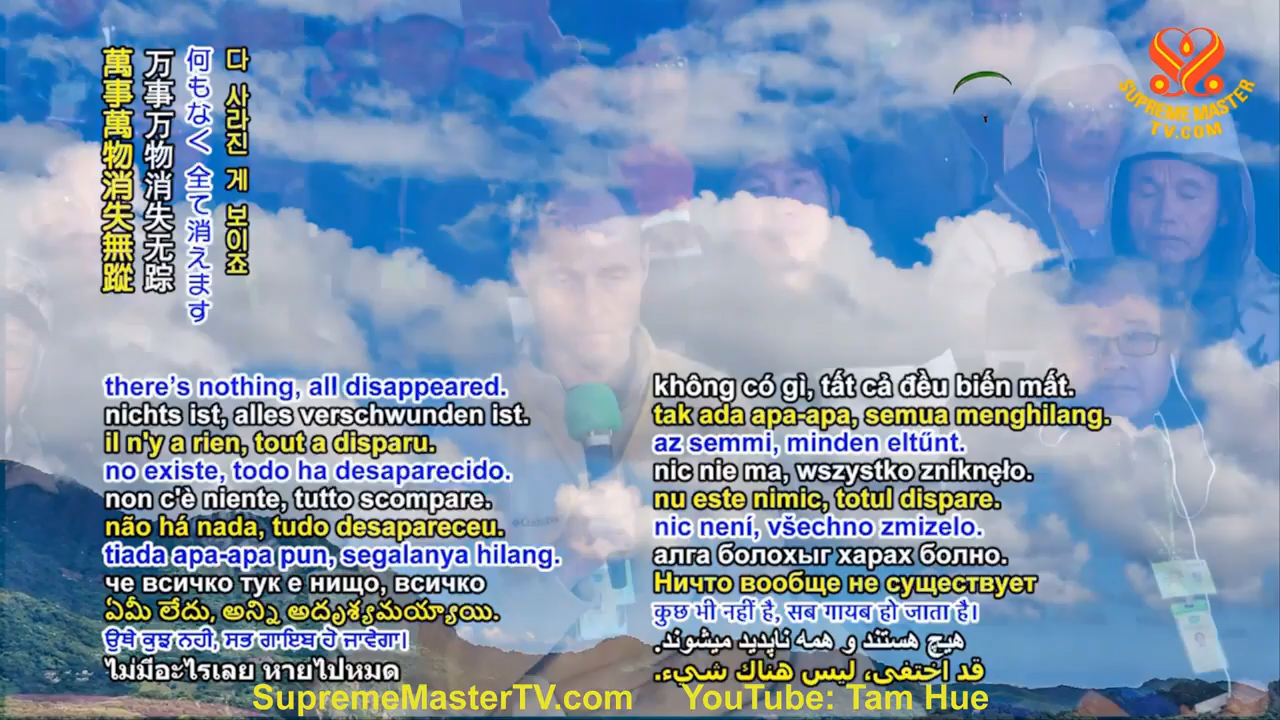 萬事萬物消失無蹤
万事万物消失无踪
何もなく 全て消えます
다 사라진 게 보이죠
SUPREME MASTER
TV.COM
there's nothing, all disappeared.
nichts ist, alles verschwunden ist.
il n'y a rien, tout a disparu.
no existe, todo ha desaparecido.
non c'è niente, tutto scompare.
não há nada, tudo desapareceu.
tiada apa-apa pun, segalanya hilang.
че всичко тук е нищо, всичко
ఏమీ లేదు, అన్ని అదృశ్యమయ్యాయి.
ਉਥੇ ਕੁਝ ਨਹੀ, ਸਭ ਗਾਇਬ ਹੋ ਜਾਵੇਗਾ।
ไม่มีอะไรเลย หายไปหมด
không có gì, tất cả đều biến mất.
tak ada apa-apa, semua menghilang.
az semmi, minden eltűnt.
nic nie ma, wszystko zniknęło.
nu este nimic, totul dispare.
nic není, všechno zmizelo.
алга болохыг харах болно.
Ничто вообще не существует
कुछ भी नहीं है, सब गायब हो जाता है।
هیچ هستند و همه ناپدید میشوند.
قد اختفى، ليس هناك شيء.
SupremeMasterTV.com YouTube: Tam Hue